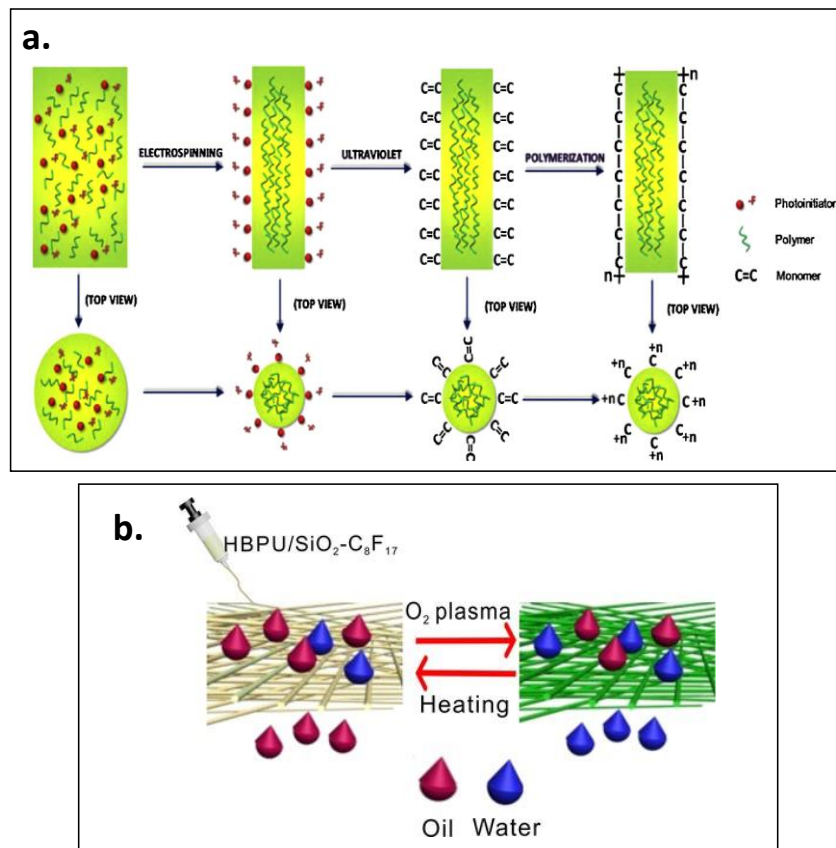 a.
ELECTROSPINNING
ULTRAVIOLET
POLYMERIZATION
C=C C=C
C=C C=C
C=C C=C
C=C C=C
C=C C=C
C=C C=C
C=C C=C
+n
C C
C C
C C
C C
C C
C C
C C
n+
Photoinitiator
Polymer
C=C Monomer
(TOP VIEW) (TOP VIEW) (TOP VIEW) (TOP VIEW)
C=C
C=C C=C
C=C C=C
C=C C=C
C=C
+n
C
+n C C +n
+n C C +n
+n C C +n
C
+n
b.
HBPU/SiO₂-C₈F₁₇
O₂ plasma
Heating
Oil Water